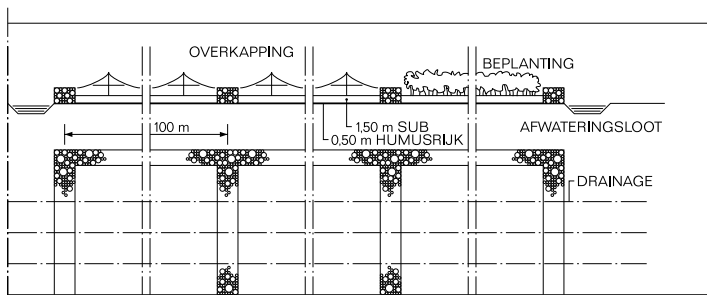 OVERKAPPING
BEPLANTING
100 m
1,50 m SUB
0,50 m HUMUSRIJK
AFWATERINGSLOOT
DRAINAGE